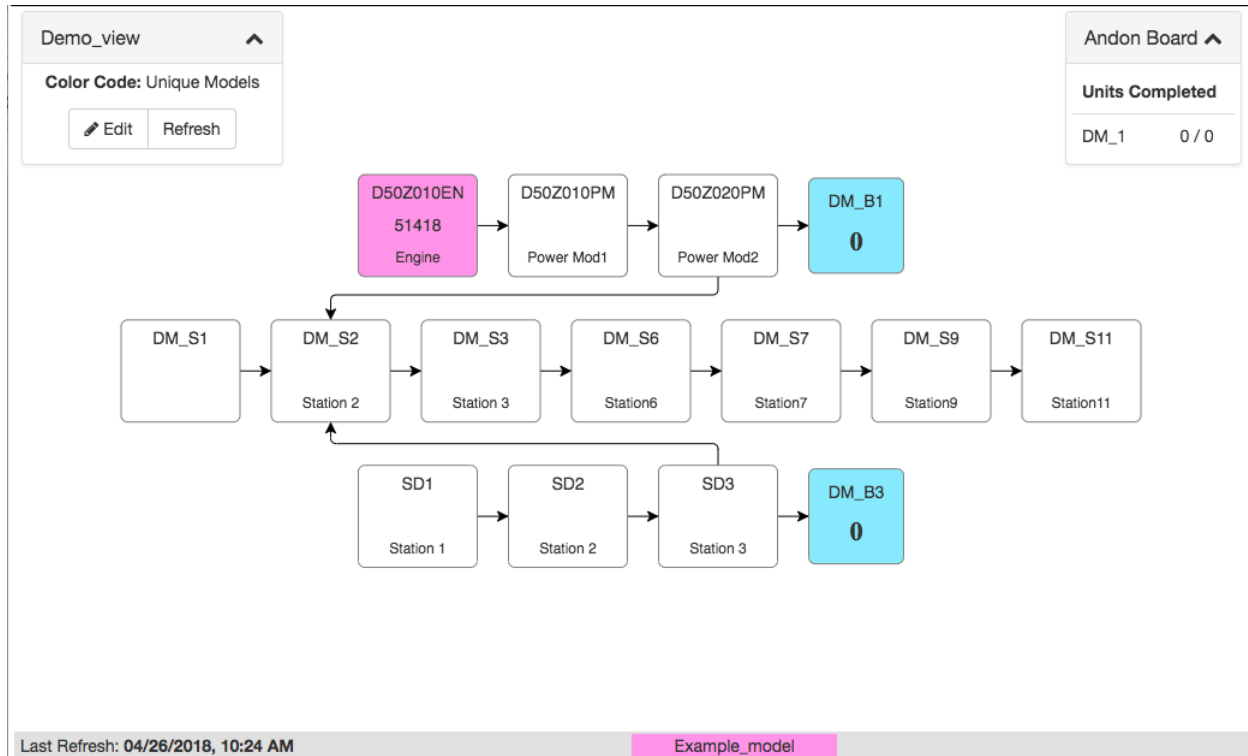 Demo_view
Color Code: Unique Models
Edit Refresh
Andon Board
Units Completed
DM_1 0 / 0
D50Z010EN
51418
Engine
D50Z010PM
Power Mod1
D50Z020PM
Power Mod2
DM_B1
0
DM_S1
DM_S2
Station 2
DM_S3
Station 3
DM_S6
Station6
DM_S7
Station7
DM_S9
Station9
DM_S11
Station11
SD1
Station 1
SD2
Station 2
SD3
Station 3
DM_B3
0
Last Refresh: 04/26/2018, 10:24 AM
Example_model